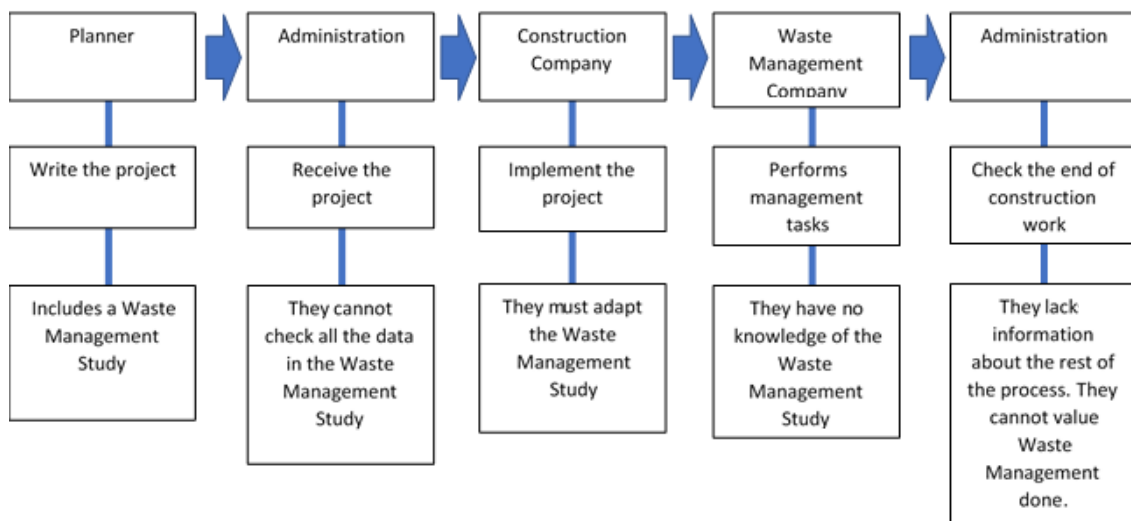 Planner
Administration
Construction
Company
Waste
Management
Company
Administration
Write the project
Receive the
project
Implement the
project
Performs
management
tasks
Check the end of
construction
work
Includes a Waste
Management
Study
They cannot
check all the data
in the Waste
Management
Study
They must adapt
the Waste
Management
Study
They have no
knowledge of the
Waste
Management
Study
They lack
information
about the rest of
the process. They
cannot value
Waste
Management
done.